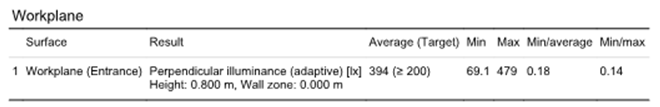 Workplane
Surface Result Average (Target) Min Max Min/average Min/max
1 Workplane (Entrance) Perpendicular illuminance (adaptive) [lx] 394 (≥ 200) 69.1 479 0.18 0.14
Height: 0.800 m, Wall zone: 0.000 m